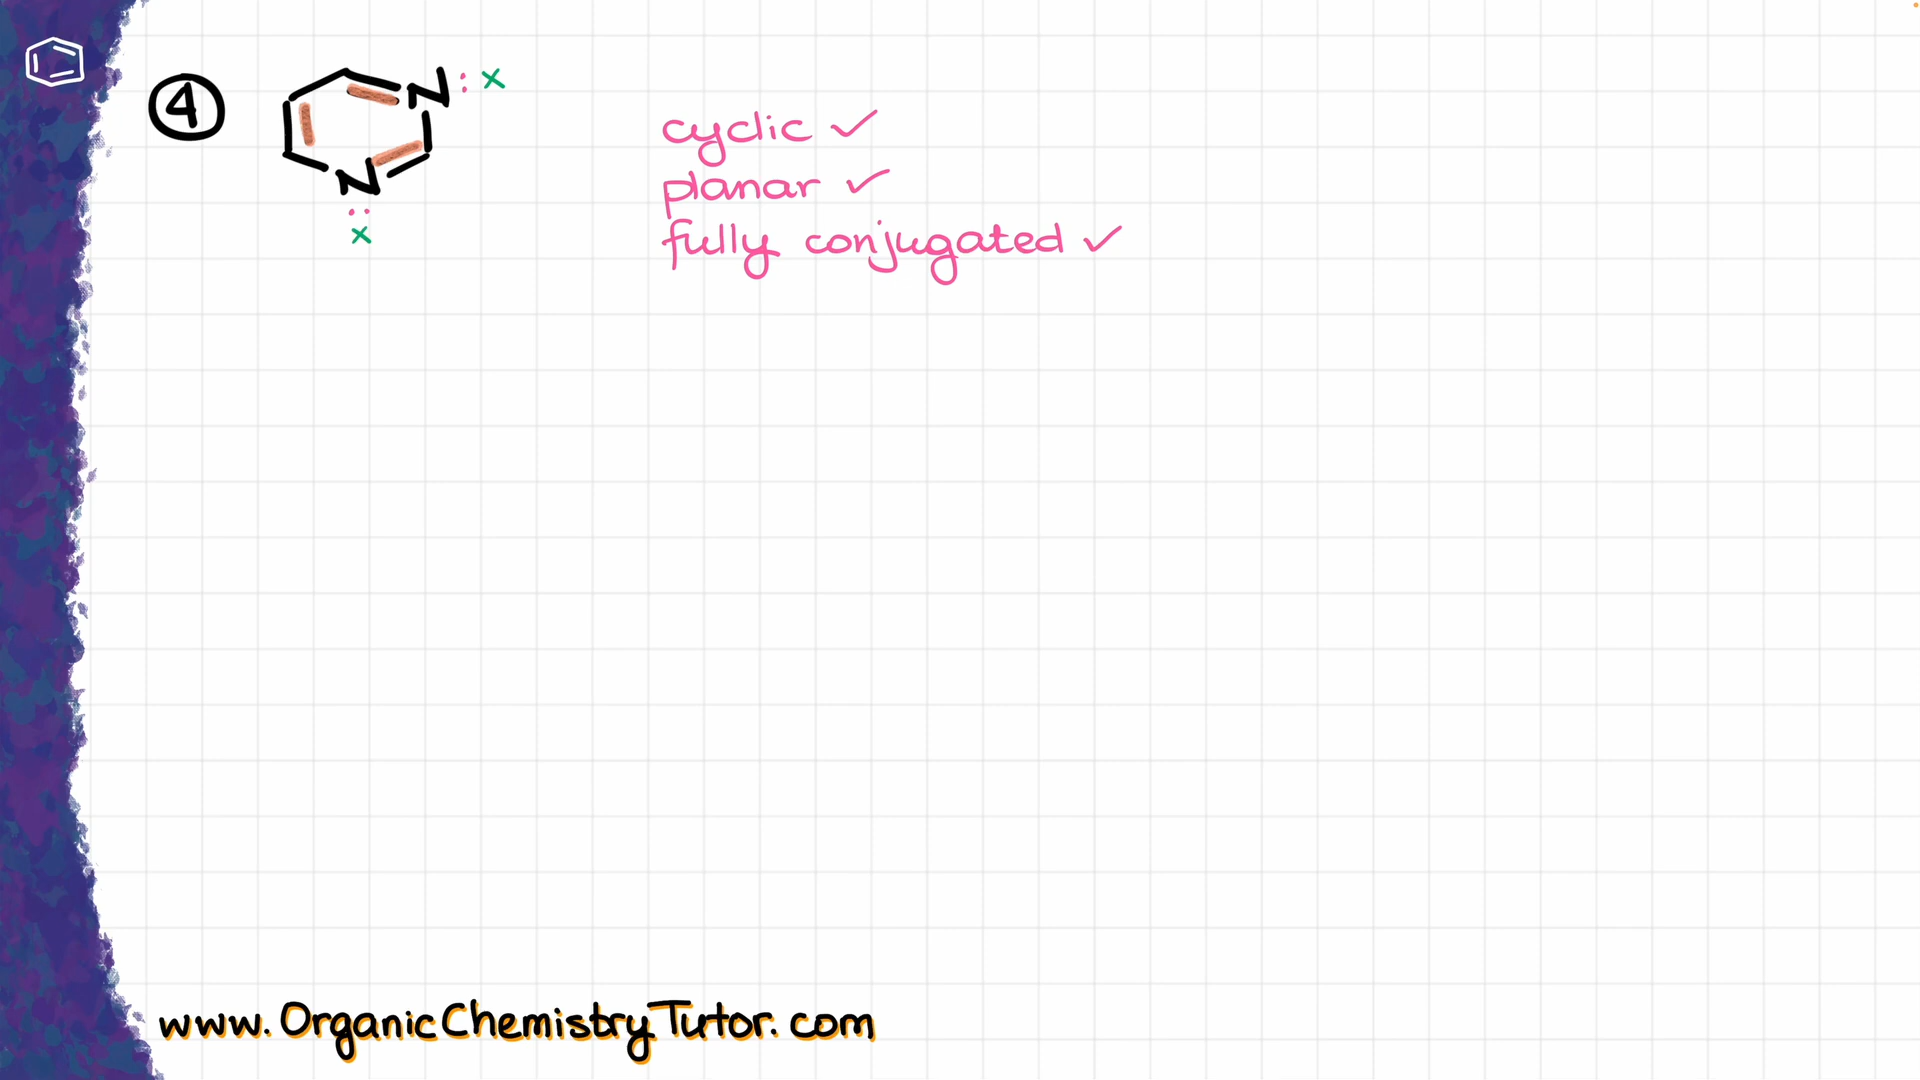 ④
N : x
N
..
x
cyclic ✓
planar ✓
fully conjugated ✓
www.OrganicChemistryTutor.com